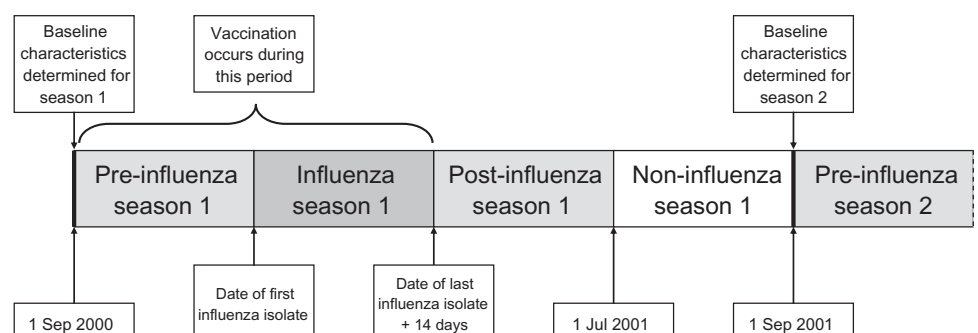 Baseline
characteristics
determined for
season 1
Vaccination
occurs during
this period
Baseline
characteristics
determined for
season 2
Pre-influenza
season 1
Influenza
season 1
Post-influenza
season 1
Non-influenza
season 1
Pre-influenza
season 2
1 Sep 2000
Date of first
influenza isolate
Date of last
influenza isolate
+ 14 days
1 Jul 2001
1 Sep 2001